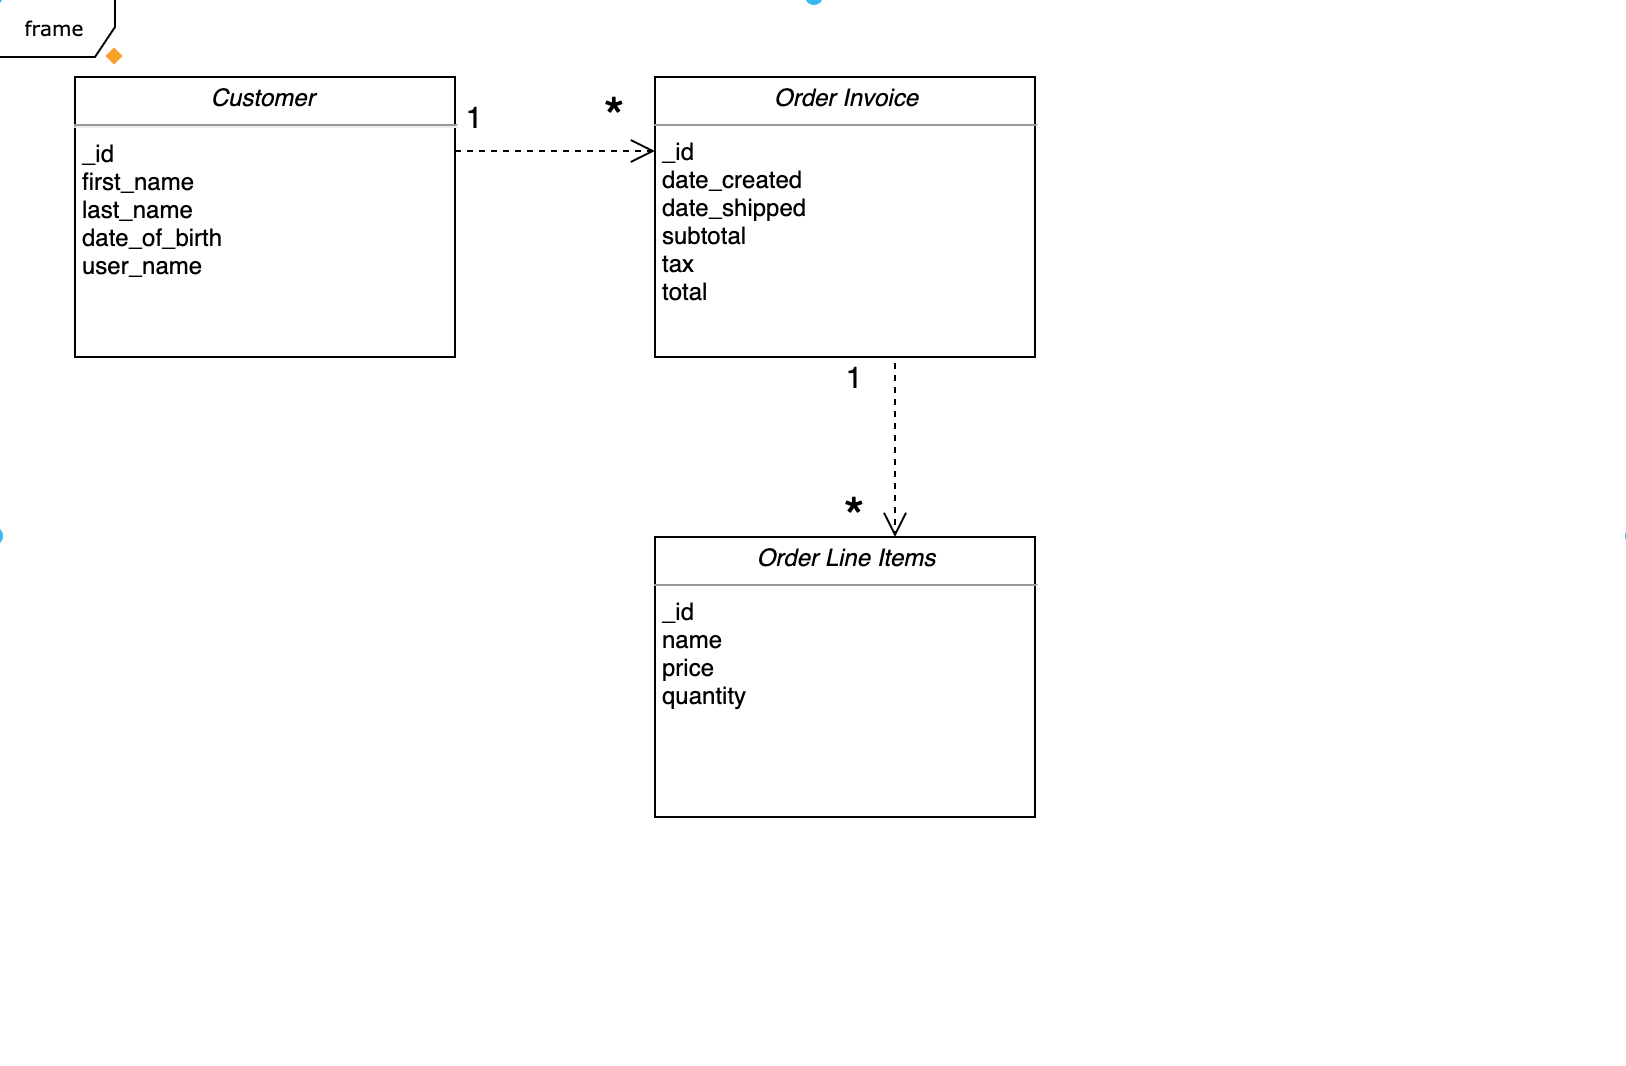 frame
Customer
_id
first_name
last_name
date_of_birth
user_name
1
*
Order Invoice
_id
date_created
date_shipped
subtotal
tax
total
1
*
Order Line Items
_id
name
price
quantity